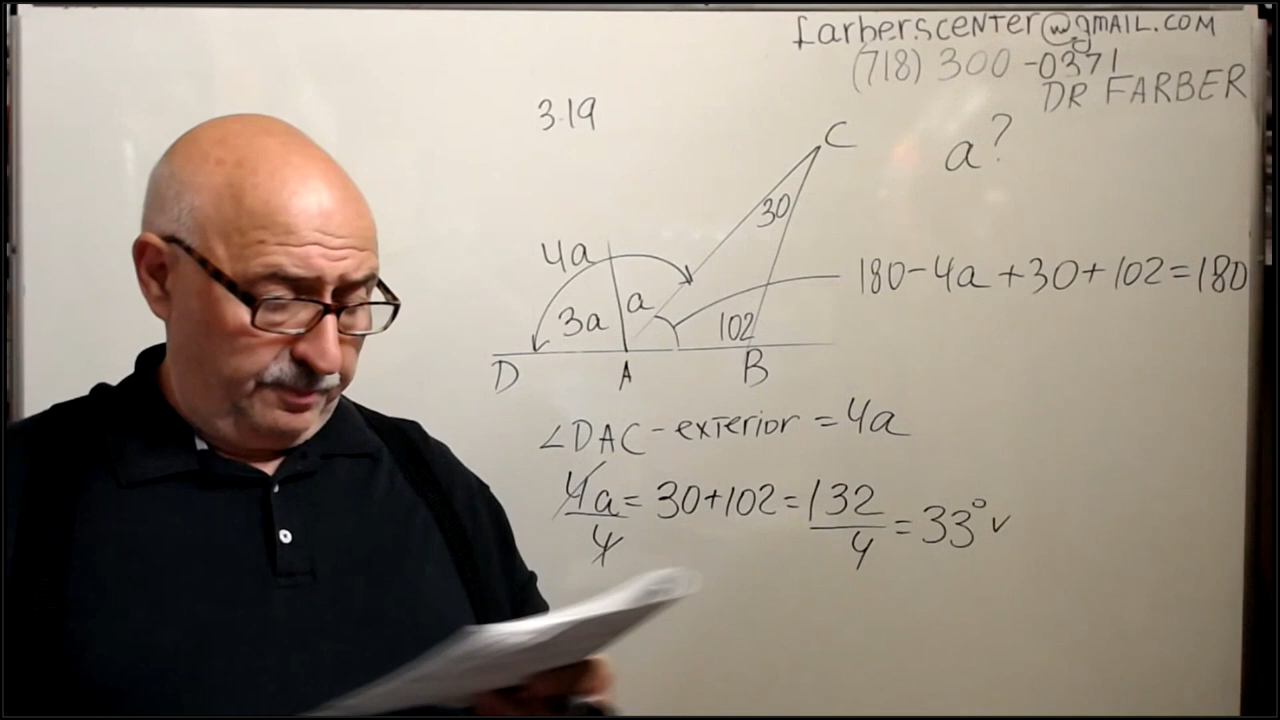 farberscenter@gmail.com
(718) 300-0371
DR FARBER
3.19
a?
C
30
4a
3a
a
102
180-4a+30+102=180
D
A
B
∠DAC-exterior=4a
4a/4=30+102=132/4=33°✓